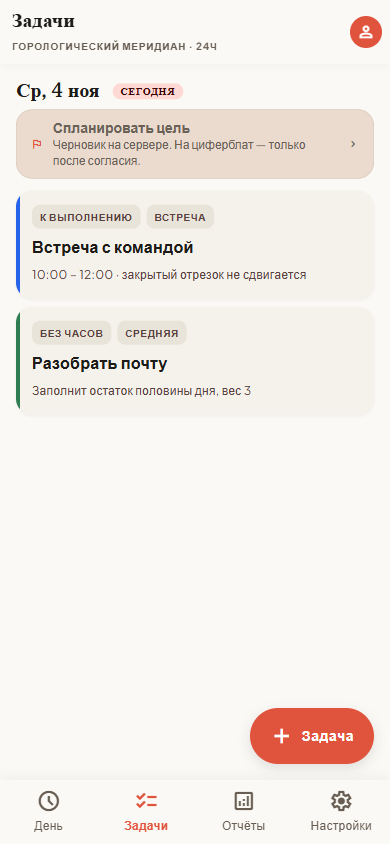 Задачи
ГОРОЛОГИЧЕСКИЙ МЕРИДИАН · 24Ч
Ср, 4 ноя СЕГОДНЯ
Спланировать цель
Черновик на сервере. На циферблат — только
после согласия.
К ВЫПОЛНЕНИЮ ВСТРЕЧА
Встреча с командой
10:00 – 12:00 · закрытый отрезок не сдвигается
БЕЗ ЧАСОВ СРЕДНЯЯ
Разобрать почту
Заполнит остаток половины дня, вес 3
Задача
День Задачи Отчёты Настройки